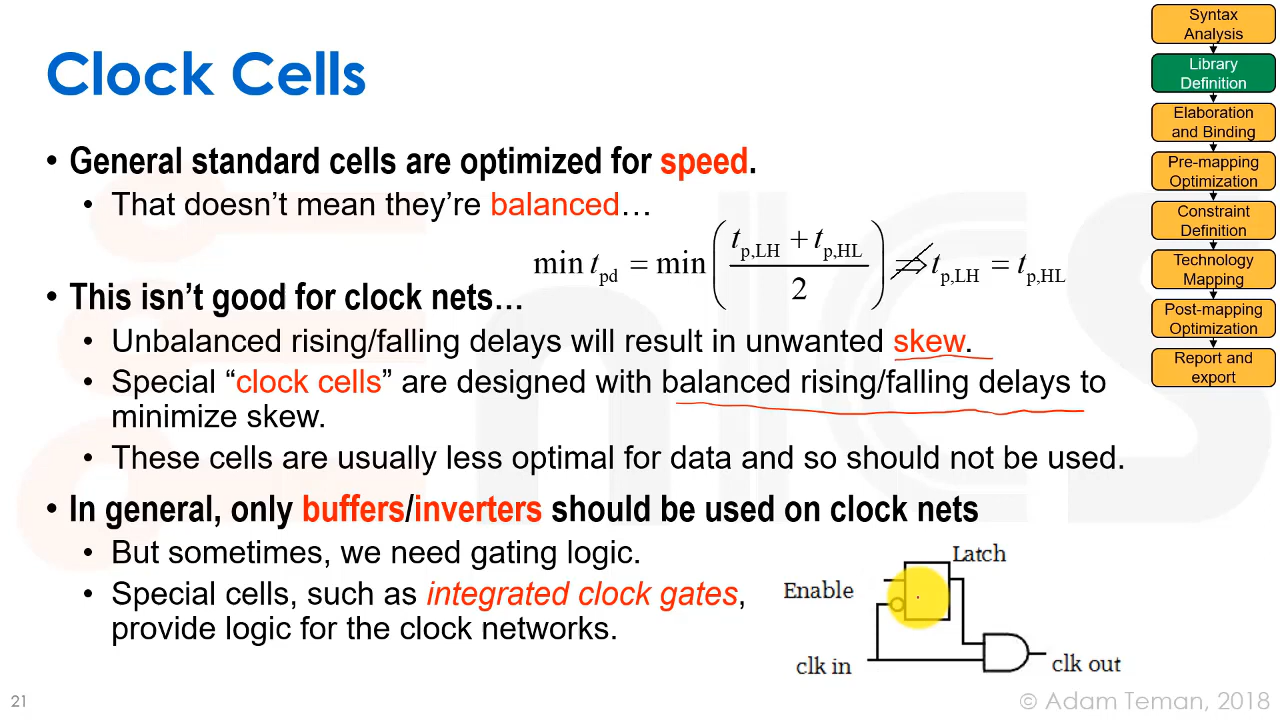 Clock Cells
• General standard cells are optimized for speed.
• That doesn't mean they're balanced…
min t_pd = min ( (t_p,LH + t_p,HL) / 2 ) ⇏ t_p,LH = t_p,HL
• This isn't good for clock nets…
• Unbalanced rising/falling delays will result in unwanted skew.
• Special “clock cells” are designed with balanced rising/falling delays to
minimize skew.
• These cells are usually less optimal for data and so should not be used.
• In general, only buffers/inverters should be used on clock nets
• But sometimes, we need gating logic.
• Special cells, such as integrated clock gates,
provide logic for the clock networks.
Latch
Enable
clk in
clk out
Syntax
Analysis
Library
Definition
Elaboration
and Binding
Pre-mapping
Optimization
Constraint
Definition
Technology
Mapping
Post-mapping
Optimization
Report and
export
21
© Adam Teman, 2018